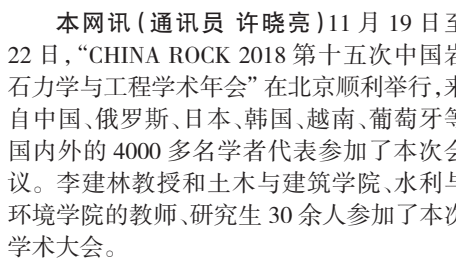 本网讯（通讯员 许晓亮）11 月 19 日至
22 日，“CHINA ROCK 2018 第十五次中国岩
石力学与工程学术年会”在北京顺利举行，来
自中国、俄罗斯、日本、韩国、越南、葡萄牙等
国内外的 4000 多名学者代表参加了本次会
议。李建林教授和土木与建筑学院、水利与
环境学院的教师、研究生 30 余人参加了本次
学术大会。